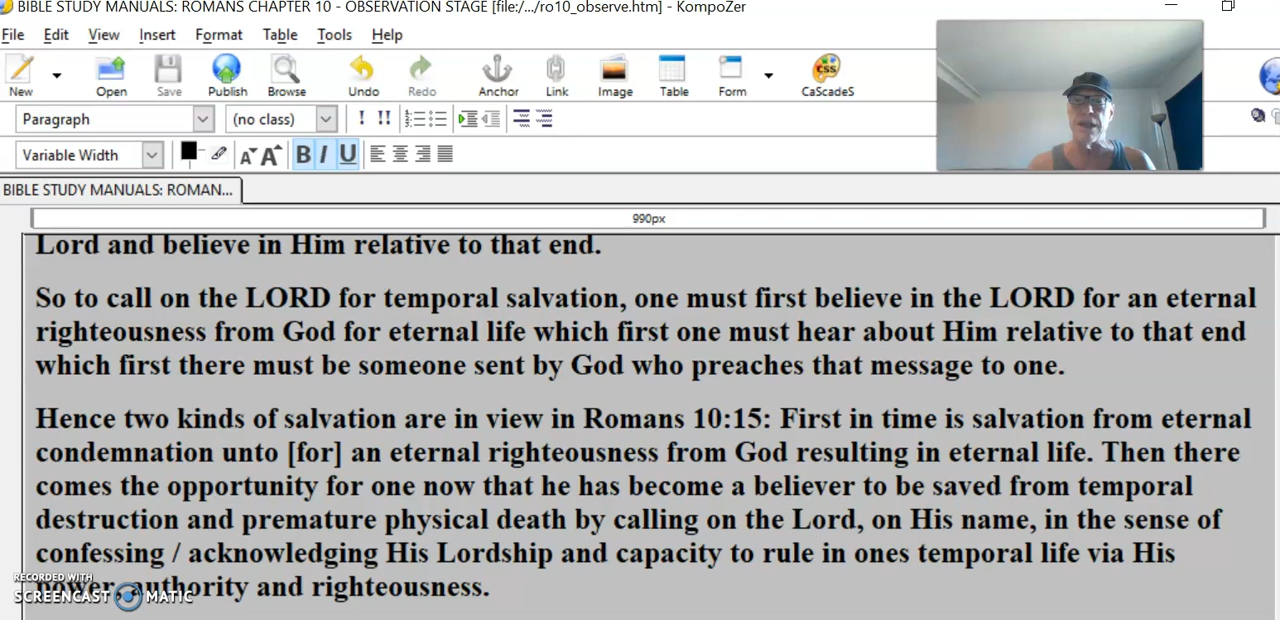 BIBLE STUDY MANUALS: ROMANS CHAPTER 10 - OBSERVATION STAGE [file:/.../ro10_observe.htm] - KompoZer
File Edit View Insert Format Table Tools Help
New Open Save Publish Browse Undo Redo Anchor Link Image Table Form CaScadeS
Paragraph (no class) ! !!
Variable Width A A B I U
BIBLE STUDY MANUALS: ROMAN...
990px
Lord and believe in Him relative to that end.
So to call on the LORD for temporal salvation, one must first believe in the LORD for an eternal
righteousness from God for eternal life which first one must hear about Him relative to that end
which first there must be someone sent by God who preaches that message to one.
Hence two kinds of salvation are in view in Romans 10:15: First in time is salvation from eternal
condemnation unto [for] an eternal righteousness from God resulting in eternal life. Then there
comes the opportunity for one now that he has become a believer to be saved from temporal
destruction and premature physical death by calling on the Lord, on His name, in the sense of
confessing / acknowledging His Lordship and capacity to rule in ones temporal life via His
power, authority and righteousness.
RECORDED WITH
SCREENCAST MATIC